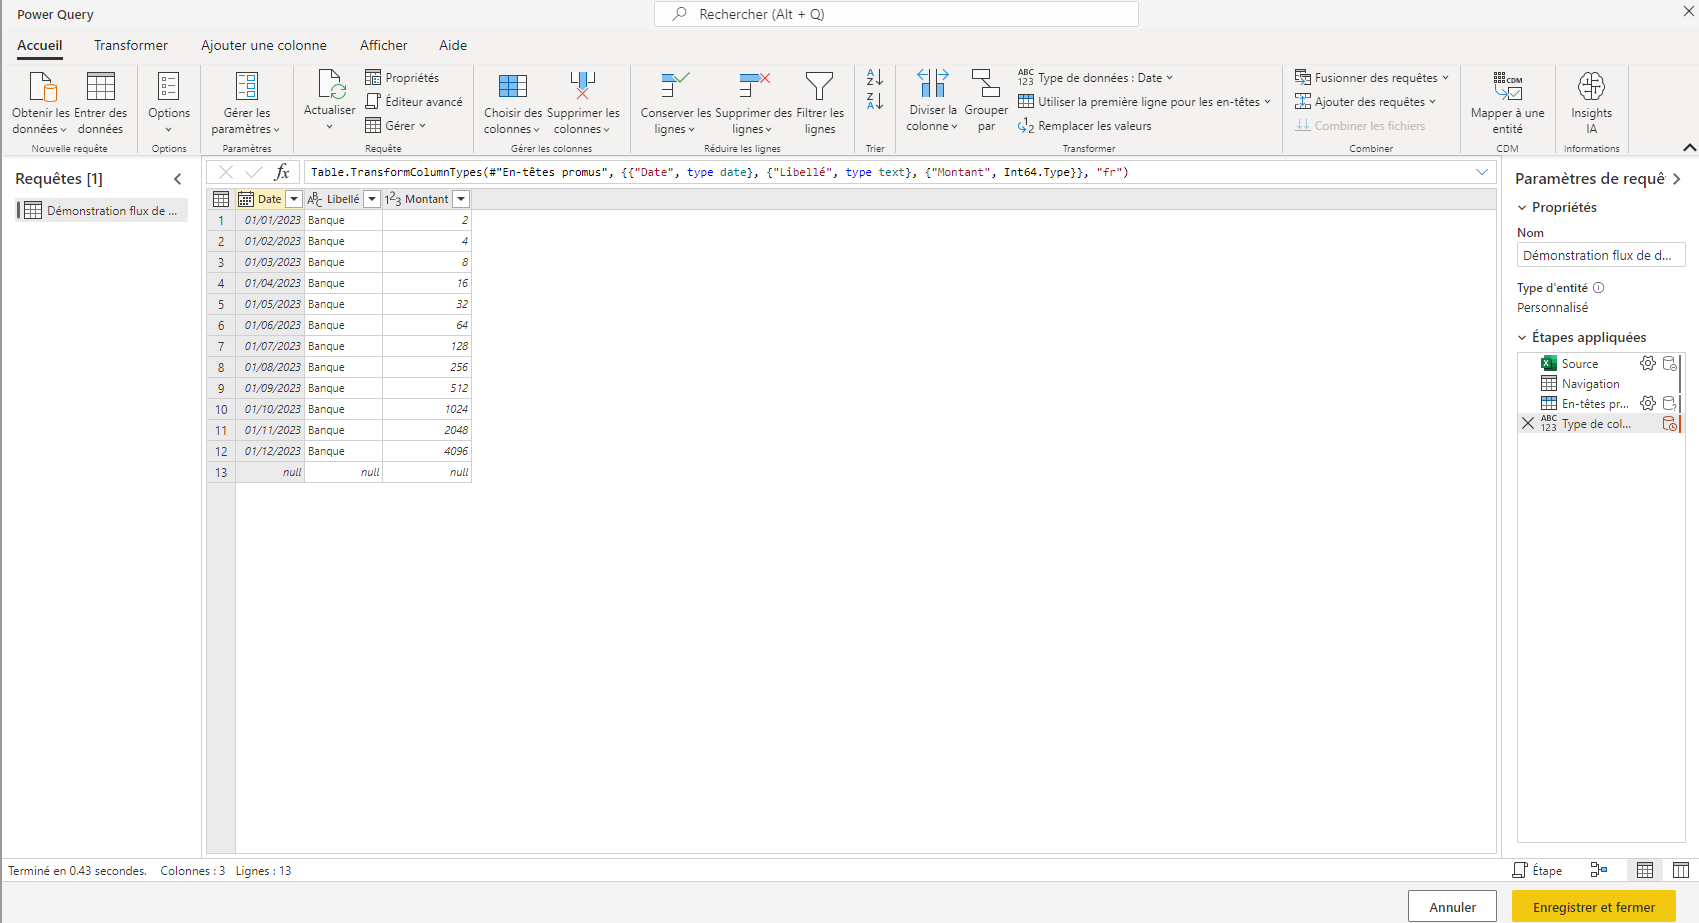 Power Query
Rechercher (Alt + Q)
Accueil Transformer Ajouter une colonne Afficher Aide
Obtenir les données
Entrer des données
Nouvelle requête
Options
Options
Gérer les paramètres
Paramètres
Actualiser
Propriétés
Éditeur avancé
Gérer
Requête
Choisir des colonnes
Supprimer les colonnes
Gérer les colonnes
Conserver les lignes
Supprimer des lignes
Filtrer les lignes
Réduire les lignes
Trier
Diviser la colonne
Grouper par
Type de données : Date
Utiliser la première ligne pour les en-têtes
Remplacer les valeurs
Transformer
Fusionner des requêtes
Ajouter des requêtes
Combiner les fichiers
Combiner
Mapper à une entité
CDM
Insights IA
Informations
Requêtes [1]
Démonstration flux de ...
fx
Table.TransformColumnTypes(#"En-têtes promus", {{"Date", type date}, {"Libellé", type text}, {"Montant", Int64.Type}}, "fr")
Date Libellé Montant
1 01/01/2023 Banque 2
2 01/02/2023 Banque 4
3 01/03/2023 Banque 8
4 01/04/2023 Banque 16
5 01/05/2023 Banque 32
6 01/06/2023 Banque 64
7 01/07/2023 Banque 128
8 01/08/2023 Banque 256
9 01/09/2023 Banque 512
10 01/10/2023 Banque 1024
11 01/11/2023 Banque 2048
12 01/12/2023 Banque 4096
13 null null null
Paramètres de requê
Propriétés
Nom
Démonstration flux de d...
Type d'entité
Personnalisé
Étapes appliquées
Source
Navigation
En-têtes pr...
Type de col...
Terminé en 0.43 secondes. Colonnes : 3 Lignes : 13
Étape
Annuler
Enregistrer et fermer